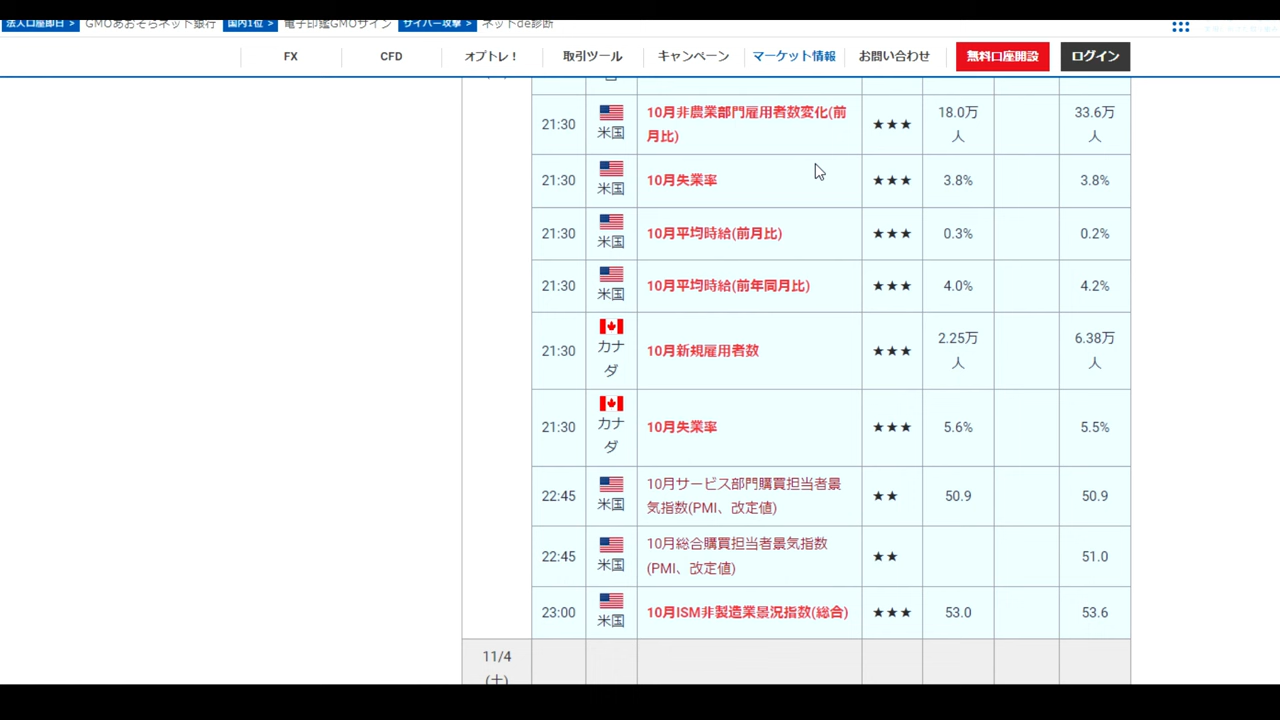 法人口座即日 > GMOあおぞらネット銀行 国内1位 > 電子印鑑GMOサイン サイバー攻撃 > ネットde診断
FX CFD オプトレ！ 取引ツール キャンペーン マーケット情報 お問い合わせ 無料口座開設 ログイン
21:30 米国 10月非農業部門雇用者数変化(前
月比) ★★★ 18.0万
人 33.6万
人
21:30 米国 10月失業率 ★★★ 3.8% 3.8%
21:30 米国 10月平均時給(前月比) ★★★ 0.3% 0.2%
21:30 米国 10月平均時給(前年同月比) ★★★ 4.0% 4.2%
21:30 カナ
ダ 10月新規雇用者数 ★★★ 2.25万
人 6.38万
人
21:30 カナ
ダ 10月失業率 ★★★ 5.6% 5.5%
22:45 米国 10月サービス部門購買担当者景
気指数(PMI、改定値) ★★ 50.9 50.9
22:45 米国 10月総合購買担当者景気指数
(PMI、改定値) ★★ 51.0
23:00 米国 10月ISM非製造業景況指数(総合) ★★★ 53.0 53.6
11/4
(土)